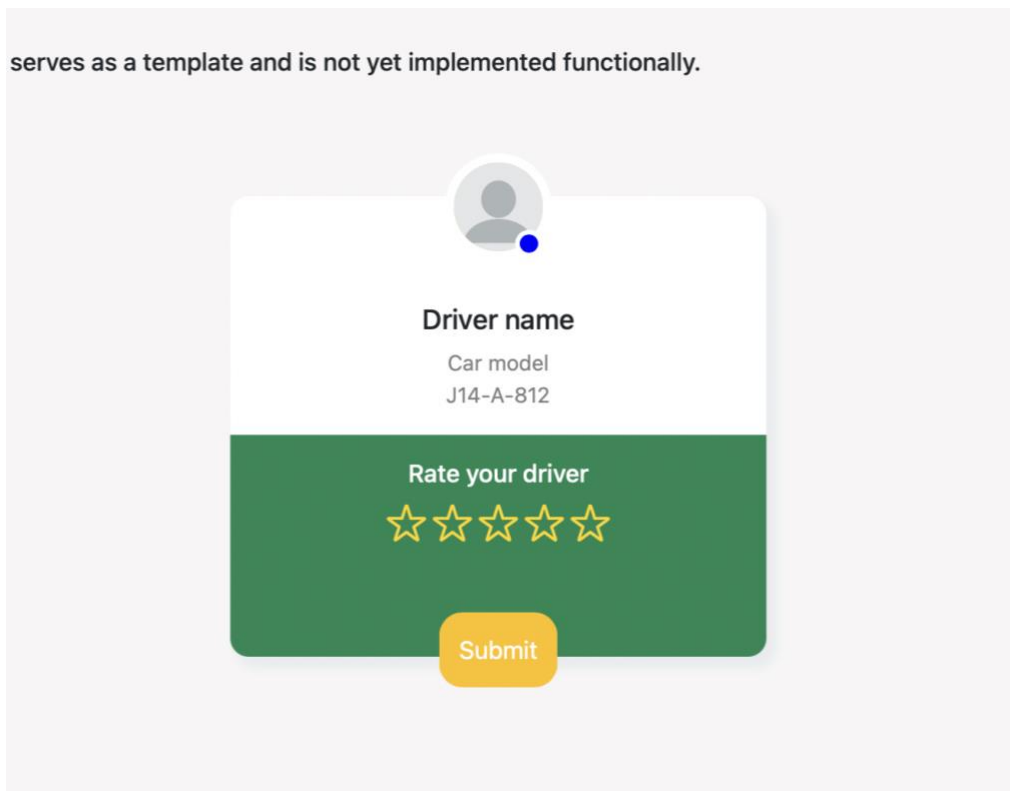 serves as a template and is not yet implemented functionally.
Driver name
Car model
J14-A-812
Rate your driver
Submit